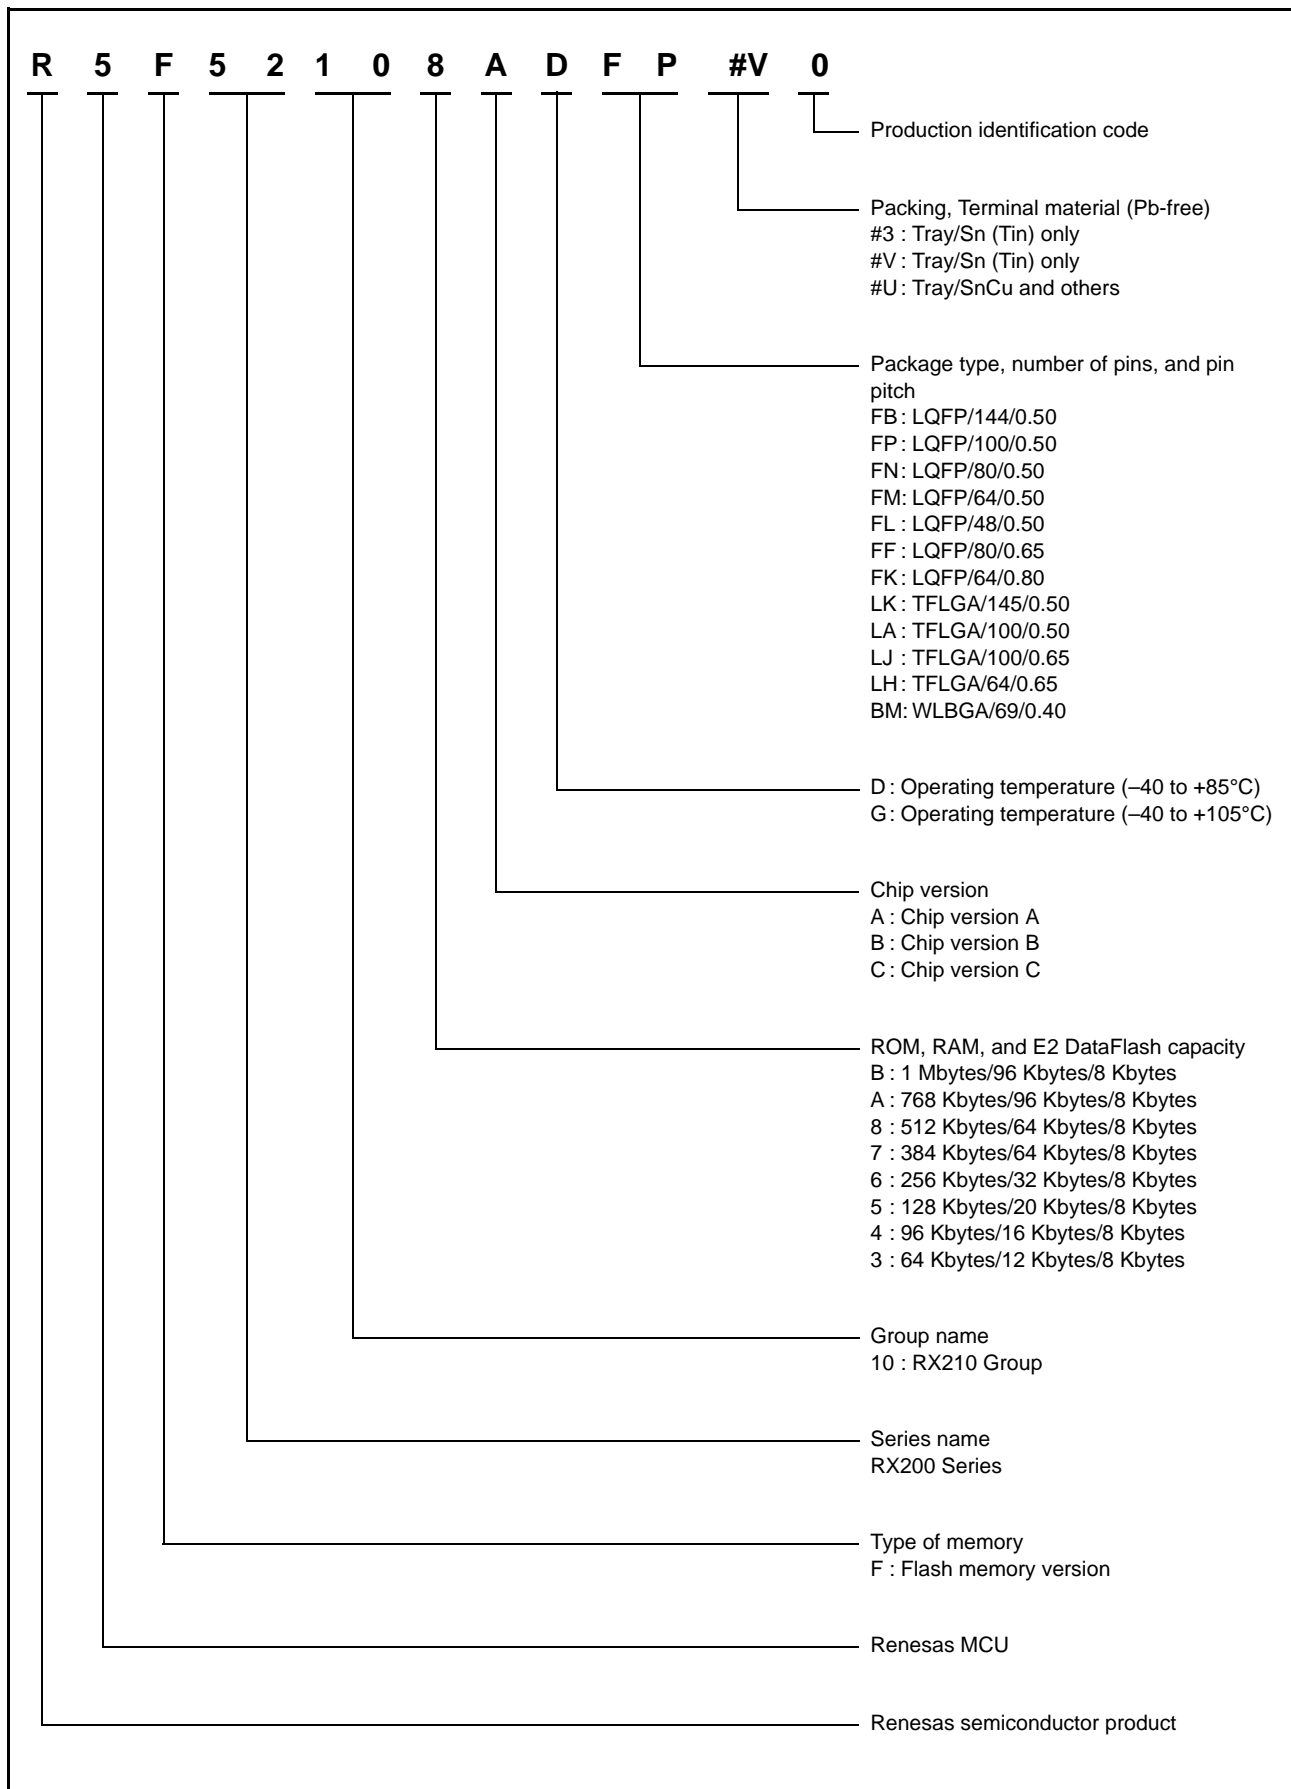 R 5 F 5 2 1 0 8 A D F P #V 0
Production identification code
Packing, Terminal material (Pb-free)
#3 : Tray/Sn (Tin) only
#V : Tray/Sn (Tin) only
#U : Tray/SnCu and others
Package type, number of pins, and pin
pitch
FB : LQFP/144/0.50
FP : LQFP/100/0.50
FN : LQFP/80/0.50
FM: LQFP/64/0.50
FL : LQFP/48/0.50
FF : LQFP/80/0.65
FK : LQFP/64/0.80
LK : TFLGA/145/0.50
LA : TFLGA/100/0.50
LJ : TFLGA/100/0.65
LH : TFLGA/64/0.65
BM: WLBGA/69/0.40
D : Operating temperature (–40 to +85°C)
G : Operating temperature (–40 to +105°C)
Chip version
A : Chip version A
B : Chip version B
C : Chip version C
ROM, RAM, and E2 DataFlash capacity
B : 1 Mbytes/96 Kbytes/8 Kbytes
A : 768 Kbytes/96 Kbytes/8 Kbytes
8 : 512 Kbytes/64 Kbytes/8 Kbytes
7 : 384 Kbytes/64 Kbytes/8 Kbytes
6 : 256 Kbytes/32 Kbytes/8 Kbytes
5 : 128 Kbytes/20 Kbytes/8 Kbytes
4 : 96 Kbytes/16 Kbytes/8 Kbytes
3 : 64 Kbytes/12 Kbytes/8 Kbytes
Group name
10 : RX210 Group
Series name
RX200 Series
Type of memory
F : Flash memory version
Renesas MCU
Renesas semiconductor product